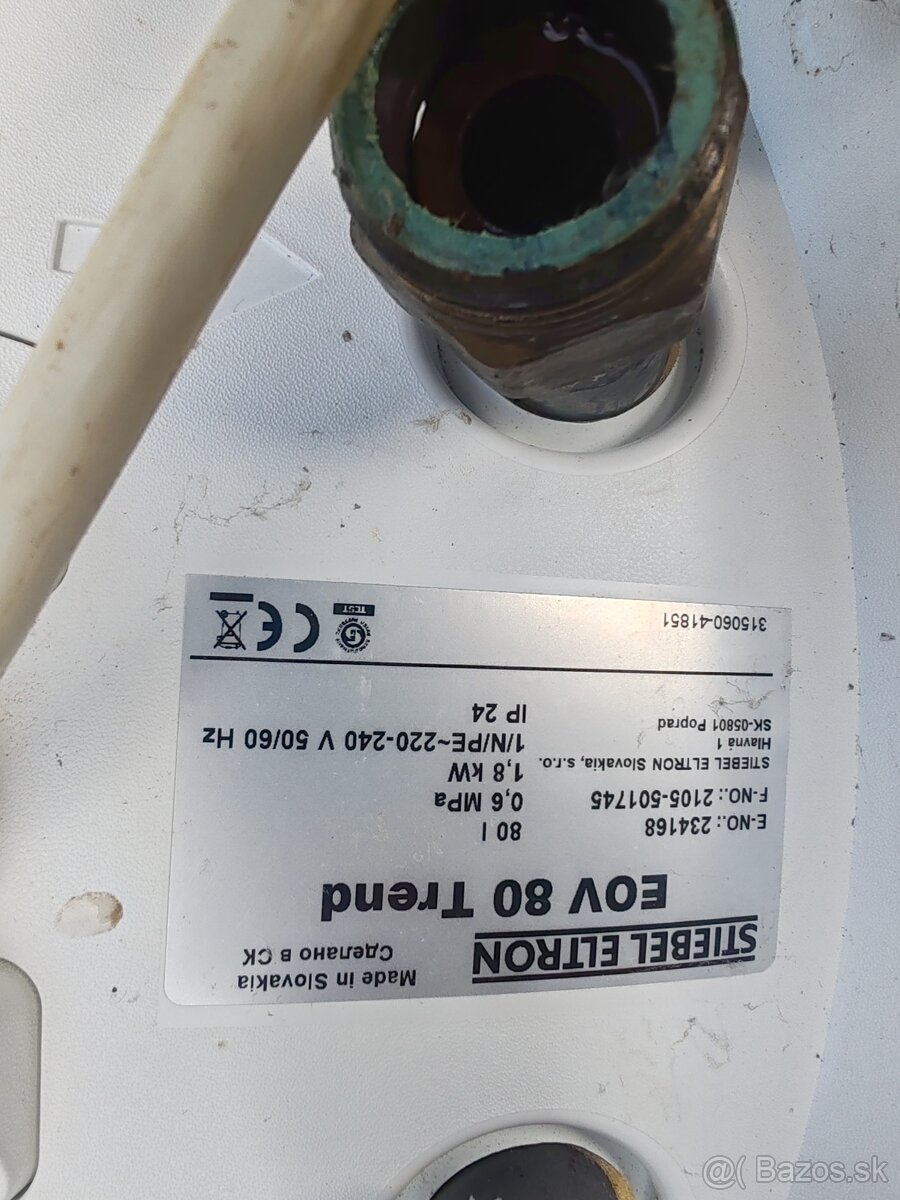 STIEBEL ELTRON
Made in Slovakia
Сделано в СК
EOV 80 Trend
E-NO.: 234168
F-NO.: 2105-501745
STIEBEL ELTRON Slovakia, s.r.o.
Hlavná 1
SK-05801 Poprad
80 l
0,6 MPa
1,8 kW
1/N/PE~220-240 V 50/60 Hz
IP 24
315060-41851
CE
TEST
@( Bazos.sk